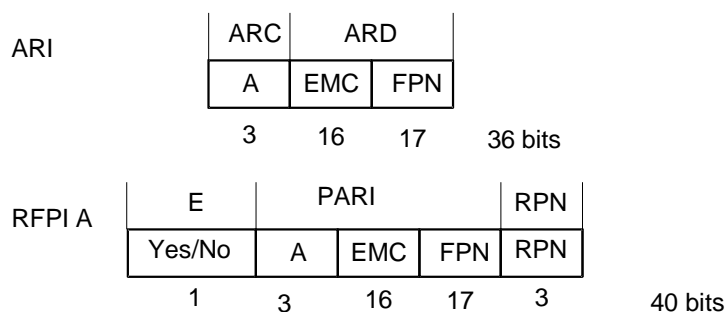 ARC ARD
ARI
A EMC FPN
3 16 17 36 bits
E PARI RPN
RFPI A
Yes/No A EMC FPN RPN
1 3 16 17 3 40 bits